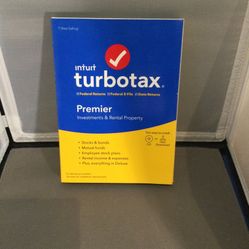 intuit
turbotax
Federal Returns Federal E-File State Returns
Premier
Investments & Rental Property
Stocks & bonds
Mutual funds
Employee stock plans
Rental income & expenses
Plus, everything in Deluxe